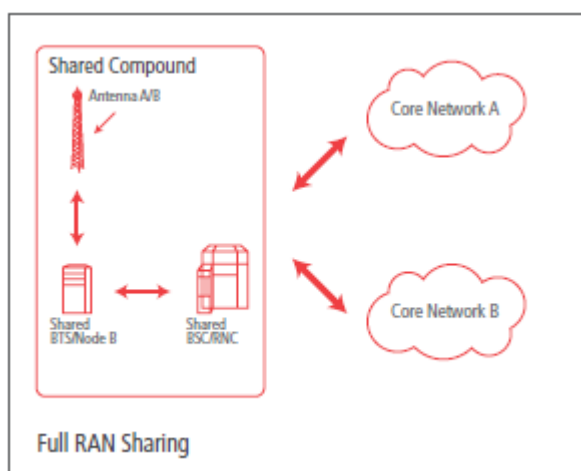 Shared Compound
Antenna A/B
Core Network A
Shared
BTS/Node B
Shared
BSC/RNC
Core Network B
Full RAN Sharing